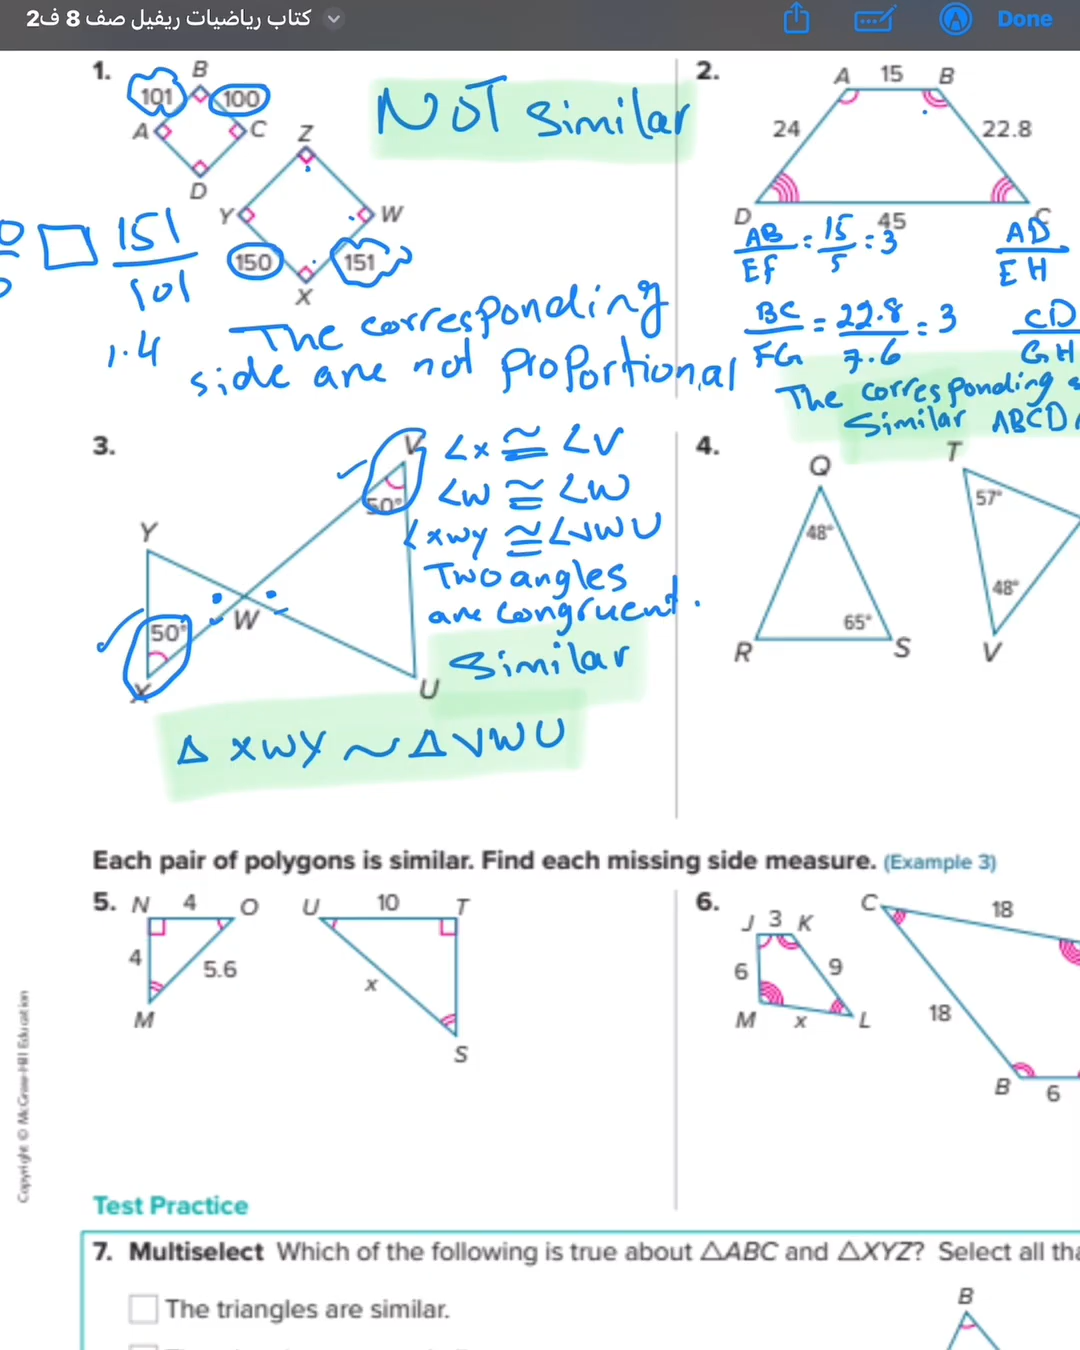 كتاب رياضيات ريفيل صف 8 ف2
Done
1.
B
101
100
A
C
D
Z
Y
W
150
151
X
NOT Similar
151
101
1.4
The corresponding
side are not proportional
2.
A 15 B
24
22.8
D
45
C
AB/EF = 15/5 = 3
AD/EH
BC/FG = 22.8/7.6 = 3
CD/GH
The corresponding
Similar ABCD
3.
V
50°
Y
50°
W
X
U
∠x ≅ ∠V
∠W ≅ ∠W
∠xwy ≅ ∠VWU
Two angles
are congruent.
Similar
Δ XWY ~ Δ VWU
4.
Q
48°
65°
R
S
T
57°
48°
V
Each pair of polygons is similar. Find each missing side measure. (Example 3)
5. N 4 O
4
5.6
M
U 10 T
x
S
6.
J 3 K
6
9
M x L
C
18
18
B 6
Copyright © McGraw-Hill Education
Test Practice
7. Multiselect Which of the following is true about △ABC and △XYZ? Select all
The triangles are similar.
B